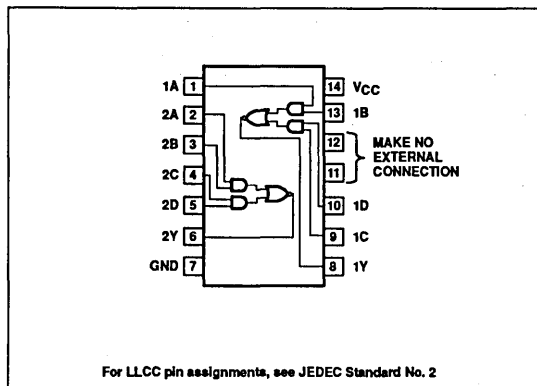 1A 1 14 VCC
2A 2 13 1B
2B 3 12 MAKE NO
EXTERNAL
2C 4 11 CONNECTION
2D 5 10 1D
2Y 6 9 1C
GND 7 8 1Y
For LLCC pin assignments, see JEDEC Standard No. 2